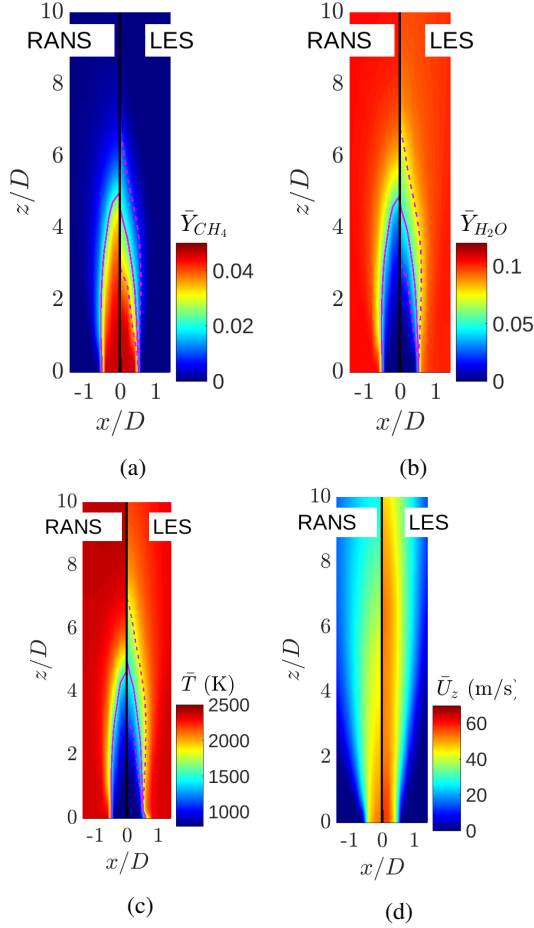 10
RANS
LES
8
6
z/D
4
2
0
-1
0
1
x/D
Ȳ_{CH_4}
0.04
0.02
0
(a)
10
RANS
LES
8
6
z/D
4
2
0
-1
0
1
x/D
Ȳ_{H_2O}
0.1
0.05
0
(b)
10
RANS
LES
8
6
z/D
4
2
0
-1
0
1
x/D
T̄ (K)
2500
2000
1500
1000
(c)
10
RANS
LES
8
6
z/D
4
2
0
-1
0
1
x/D
Ū_z (m/s)
60
40
20
0
(d)